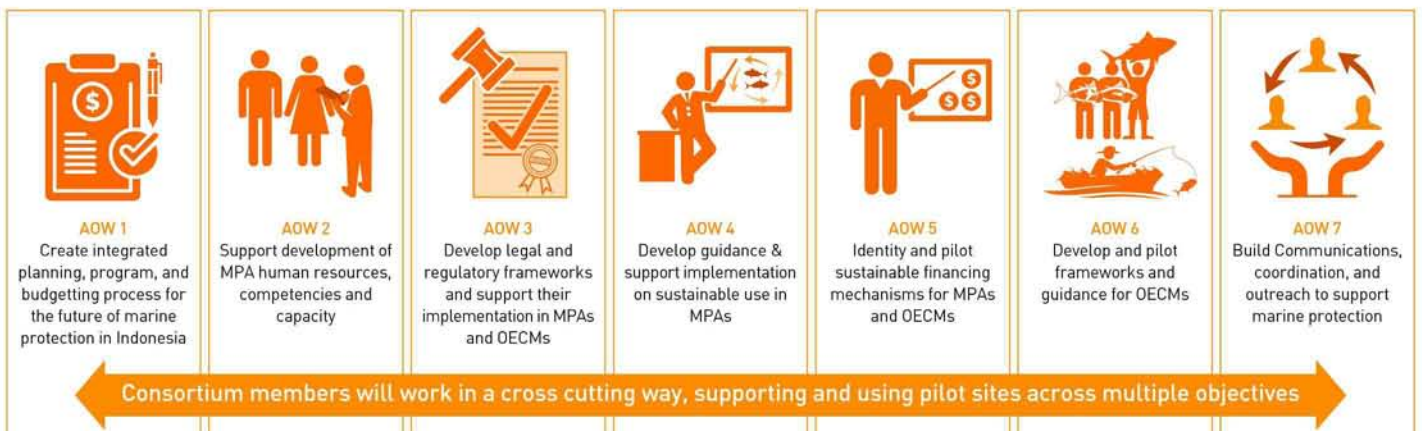 AOW 1
Create integrated
planning, program, and
budgetting process for
the future of marine
protection in Indonesia
AOW 2
Support development of
MPA human resources,
competencies and
capacity
AOW 3
Develop legal and
regulatory frameworks
and support their
implementation in MPAs
and OECMs
AOW 4
Develop guidance &
support implementation
on sustainable use in
MPAs
AOW 5
Identity and pilot
sustainable financing
mechanisms for MPAs
and OECMs
AOW 6
Develop and pilot
frameworks and
guidance for OECMs
AOW 7
Build Communications,
coordination, and
outreach to support
marine protection
Consortium members will work in a cross cutting way, supporting and using pilot sites across multiple objectives